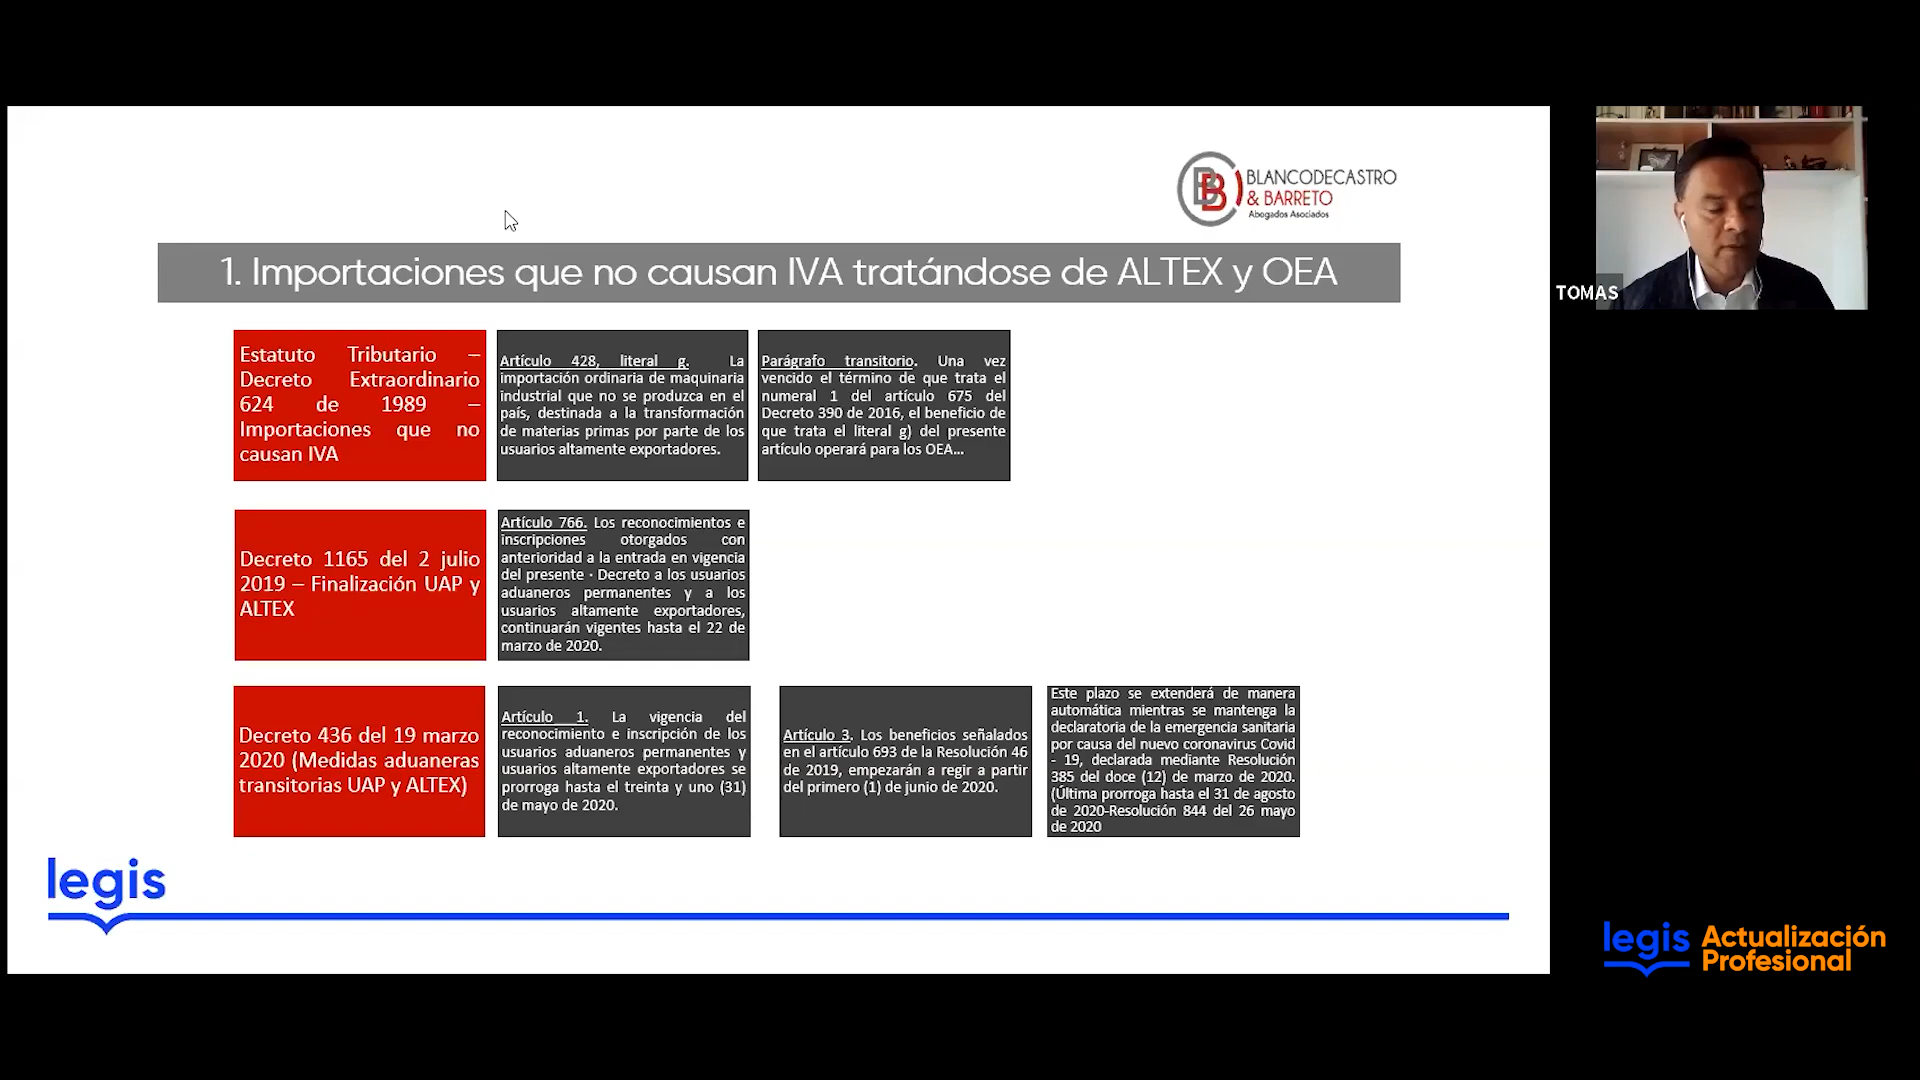 BLANCODECASTRO
& BARRETO
Abogados Asociados
1. Importaciones que no causan IVA tratándose de ALTEX y OEA
TOMAS
Estatuto Tributario –
Decreto Extraordinario
624 de 1989 –
Importaciones que no
causan IVA
Artículo 428, literal g. La
importación ordinaria de maquinaria
industrial que no se produzca en el
país, destinada a la transformación
de materias primas por parte de los
usuarios altamente exportadores.
Parágrafo transitorio. Una vez
vencido el término de que trata el
numeral 1 del artículo 675 del
Decreto 390 de 2016, el beneficio de
que trata el literal g) del presente
artículo operará para los OEA...
Decreto 1165 del 2 julio
2019 – Finalización UAP y
ALTEX
Artículo 766. Los reconocimientos e
inscripciones otorgados con
anterioridad a la entrada en vigencia
del presente · Decreto a los usuarios
aduaneros permanentes y a los
usuarios altamente exportadores,
continuarán vigentes hasta el 22 de
marzo de 2020.
Decreto 436 del 19 marzo
2020 (Medidas aduaneras
transitorias UAP y ALTEX)
Artículo 1. La vigencia del
reconocimiento e inscripción de los
usuarios aduaneros permanentes y
usuarios altamente exportadores se
prorroga hasta el treinta y uno (31)
de mayo de 2020.
Artículo 3. Los beneficios señalados
en el artículo 693 de la Resolución 46
de 2019, empezarán a regir a partir
del primero (1) de junio de 2020.
Este plazo se extenderá de manera
automática mientras se mantenga la
declaratoria de la emergencia sanitaria
por causa del nuevo coronavirus Covid
- 19, declarada mediante Resolución
385 del doce (12) de marzo de 2020.
(Última prorroga hasta el 31 de agosto
de 2020-Resolución 844 del 26 mayo
de 2020
legis
legis Actualización
Profesional